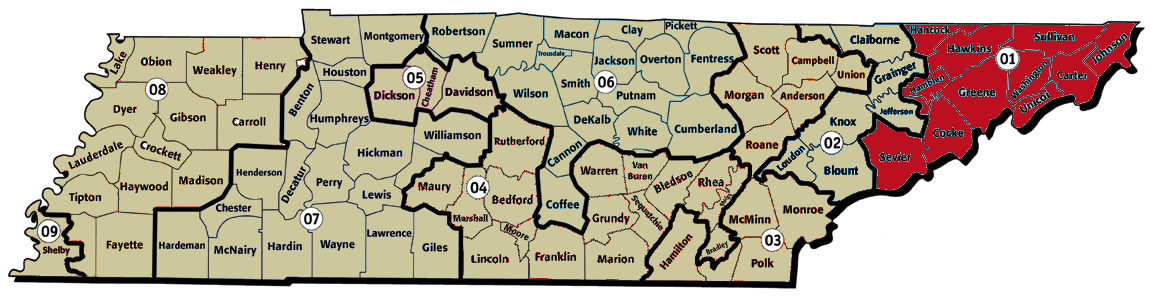 Lake
Obion
Weakley
Henry
Dyer
Gibson
Carroll
Lauderdale
Crockett
Tipton
Haywood
Madison
Fayette
Shelby
08
09
Stewart
Montgomery
Houston
Benton
Humphreys
Hickman
Williamson
Henderson
Decatur
Perry
Lewis
Chester
Hardeman
McNairy
Hardin
Wayne
Lawrence
Giles
07
Dickson
Cheatham
Davidson
05
Robertson
Sumner
Trousdale
Macon
Clay
Pickett
Jackson
Overton
Fentress
Smith
Putnam
Wilson
DeKalb
White
Cumberland
Cannon
Coffee
06
Rutherford
Maury
Bedford
Marshall
Moore
Lincoln
Franklin
Marion
Grundy
Warren
Van
Buren
Bledsoe
Sequatchie
Rhea
Meigs
04
Scott
Campbell
Union
Morgan
Anderson
Roane
McMinn
Monroe
Polk
Bradley
Hamilton
03
Claiborne
Grainger
Jefferson
Knox
Loudon
Blount
02
Hancock
Hawkins
Sullivan
Johnson
Carter
Washington
Unicoi
Greene
Hamblen
Cocke
Sevier
01